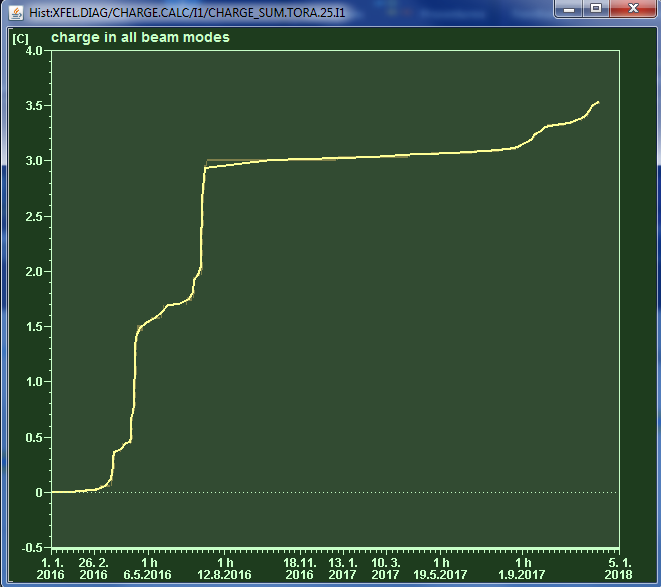 Hist:XFEL.DIAG/CHARGE.CALC/I1/CHARGE_SUM.TORA.25.I1
[C] charge in all beam modes
4.0
3.5
3.0
2.5
2.0
1.5
1.0
0.5
0
-0.5
1. 1. 26. 2. 1 h 1 h 18.11. 13. 1. 10. 3. 1 h 1 h 5. 1.
2016 2016 6.5.2016 12.8.2016 2016 2017 2017 19.5.2017 1.9.2017 2018